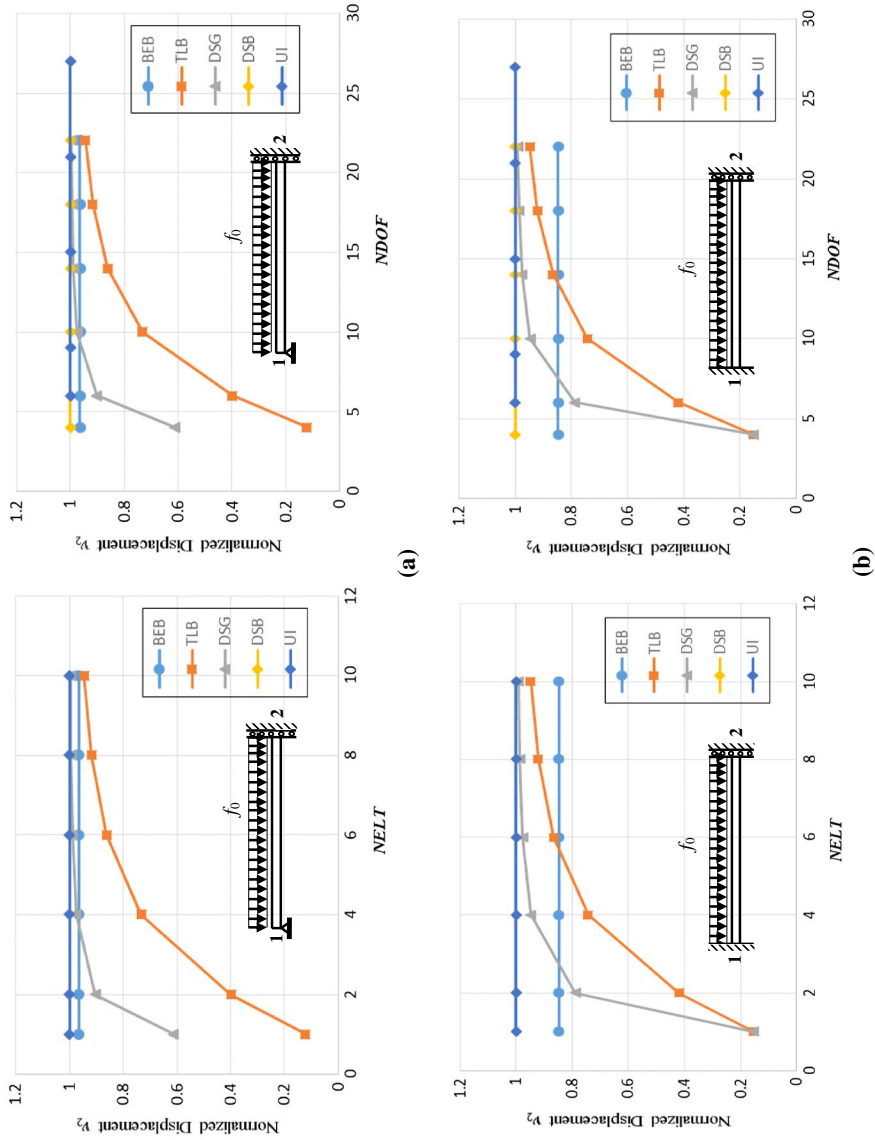 Normalized Displacement v₂
1.2
1
0.8
0.6
0.4
0.2
0
0 2 4 6 8 10 12
NELT
BEB
TLB
DSG
DSB
UI
f₀
1
2
Normalized Displacement v₂
1.2
1
0.8
0.6
0.4
0.2
0
0 5 10 15 20 25 30
NDOF
BEB
TLB
DSG
DSB
UI
f₀
1
2
(a)
Normalized Displacement v₂
1.2
1
0.8
0.6
0.4
0.2
0
0 2 4 6 8 10 12
NELT
BEB
TLB
DSG
DSB
UI
f₀
1
2
Normalized Displacement v₂
1.2
1
0.8
0.6
0.4
0.2
0
0 5 10 15 20 25 30
NDOF
BEB
TLB
DSG
DSB
UI
f₀
1
2
(b)